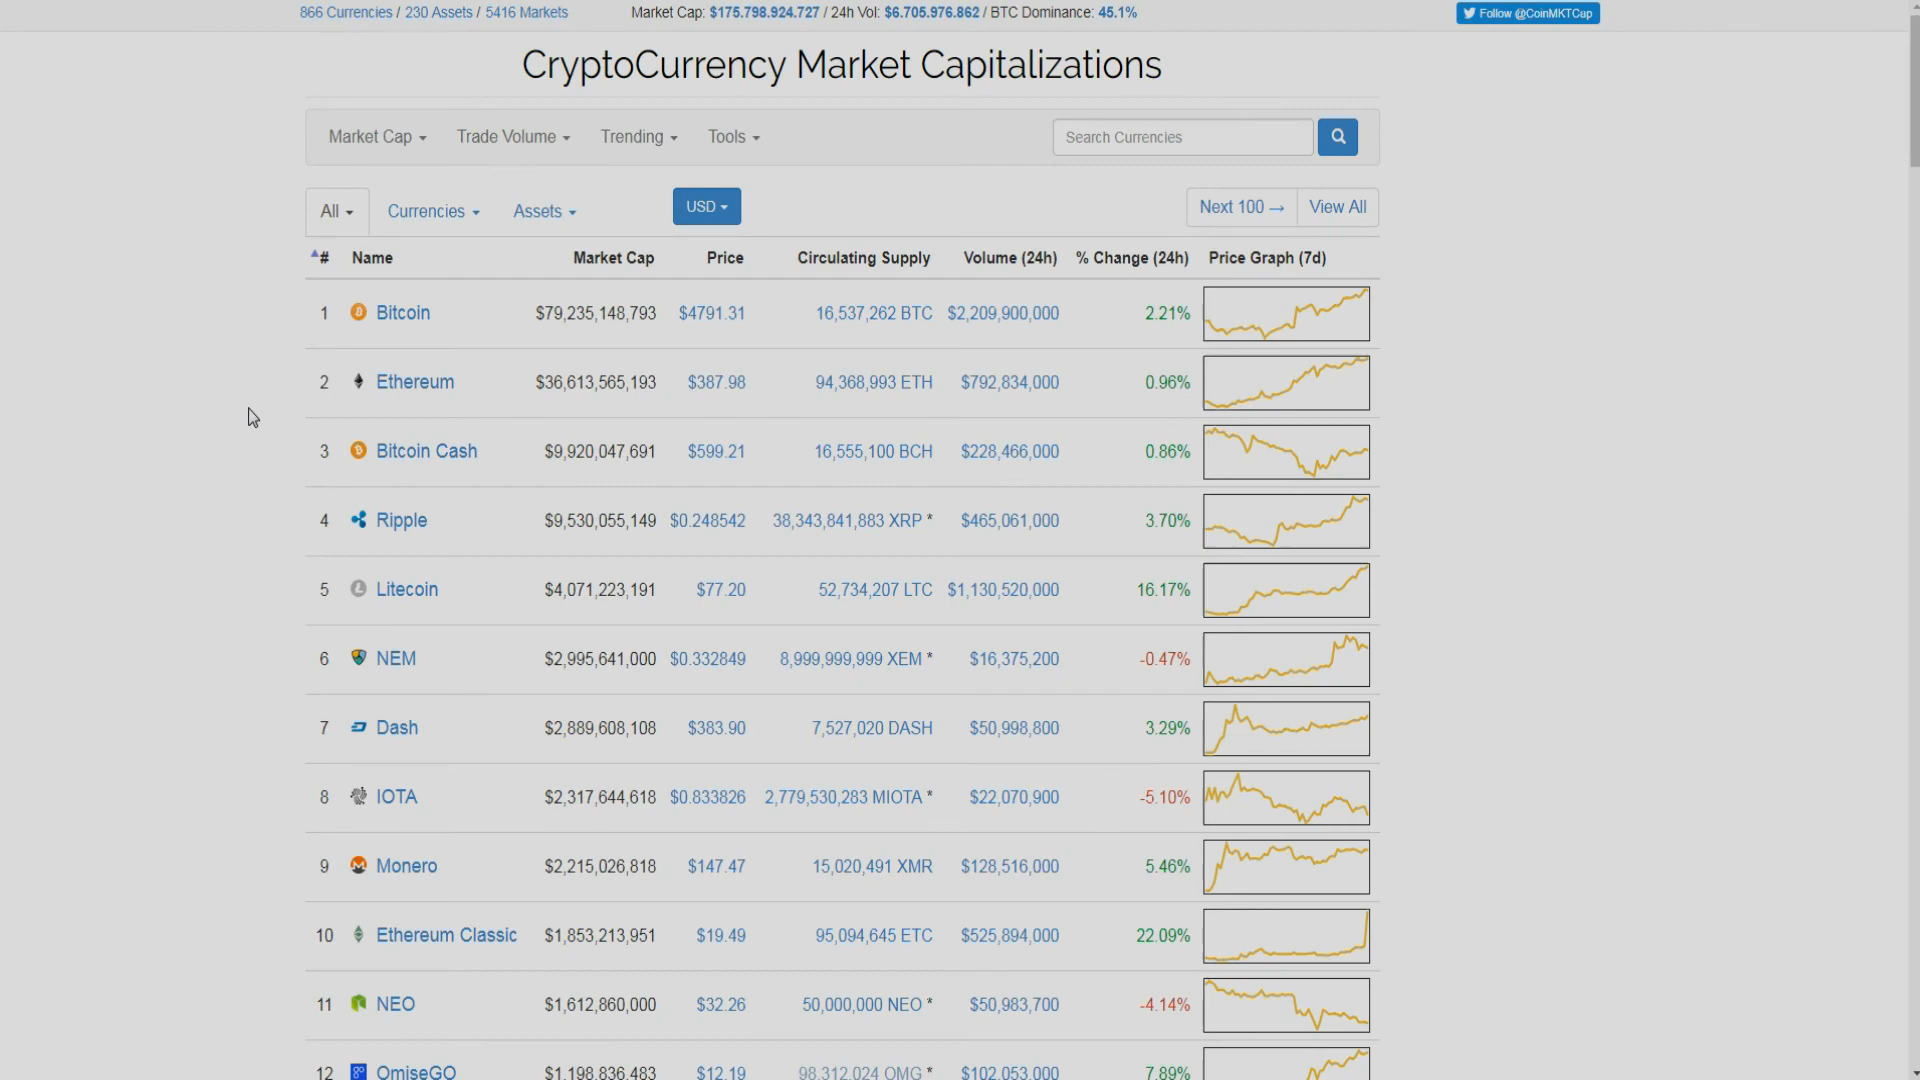 866 Currencies / 230 Assets / 5416 Markets Market Cap: $175.798.924.727 / 24h Vol: $6.705.976.862 / BTC Dominance: 45.1% Follow @CoinMKTCap
CryptoCurrency Market Capitalizations
Market Cap Trade Volume Trending Tools Search Currencies
All Currencies Assets USD Next 100 → View All
# Name Market Cap Price Circulating Supply Volume (24h) % Change (24h) Price Graph (7d)
1 Bitcoin $79,235,148,793 $4791.31 16,537,262 BTC $2,209,900,000 2.21%
2 Ethereum $36,613,565,193 $387.98 94,368,993 ETH $792,834,000 0.96%
3 Bitcoin Cash $9,920,047,691 $599.21 16,555,100 BCH $228,466,000 0.86%
4 Ripple $9,530,055,149 $0.248542 38,343,841,883 XRP * $465,061,000 3.70%
5 Litecoin $4,071,223,191 $77.20 52,734,207 LTC $1,130,520,000 16.17%
6 NEM $2,995,641,000 $0.332849 8,999,999,999 XEM * $16,375,200 -0.47%
7 Dash $2,889,608,108 $383.90 7,527,020 DASH $50,998,800 3.29%
8 IOTA $2,317,644,618 $0.833826 2,779,530,283 MIOTA * $22,070,900 -5.10%
9 Monero $2,215,026,818 $147.47 15,020,491 XMR $128,516,000 5.46%
10 Ethereum Classic $1,853,213,951 $19.49 95,094,645 ETC $525,894,000 22.09%
11 NEO $1,612,860,000 $32.26 50,000,000 NEO * $50,983,700 -4.14%
12 OmiseGO $1,198,836,483 $12.19 98,312,024 OMG * $102,053,000 7.89%